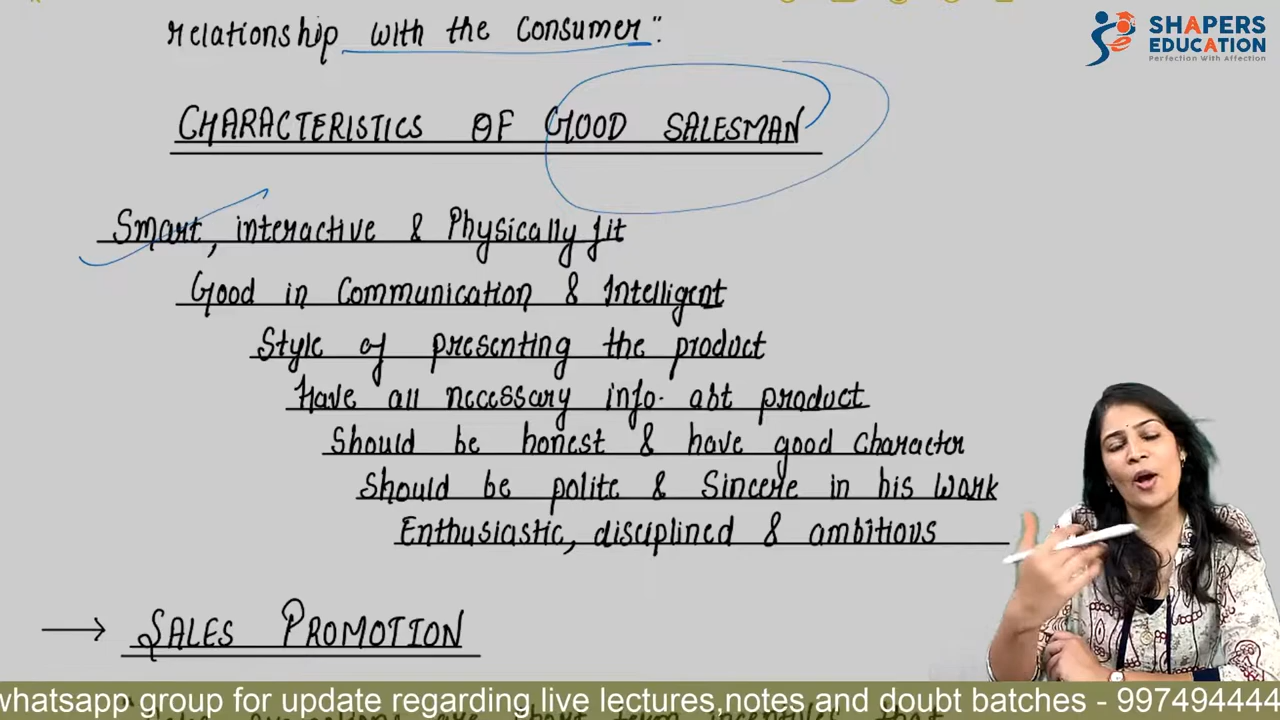 relationship with the Consumer".
SHAPERS
EDUCATION
Perfection With Affection
CHARACTERISTICS OF GOOD SALESMAN
Smart, interactive & Physically fit
Good in Communication & Intelligent
Style of presenting the product
Have all necessary info. abt product
Should be honest & have good character
Should be polite & Sincere in his work
Enthusiastic, disciplined & ambitious
→ SALES PROMOTION
whatsapp group for update regarding live lectures,notes and doubt batches - 997494444